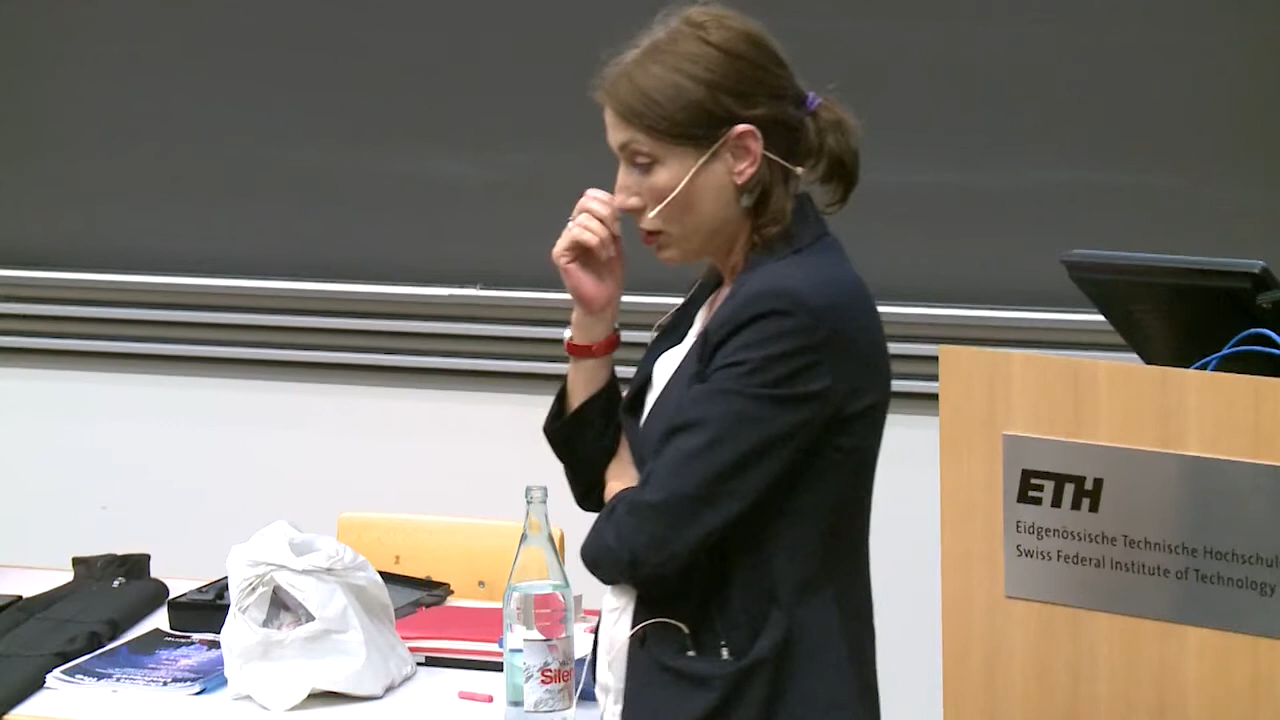 ETH
Eidgenössische Technische Hochschul
Swiss Federal Institute of Technology
Siler